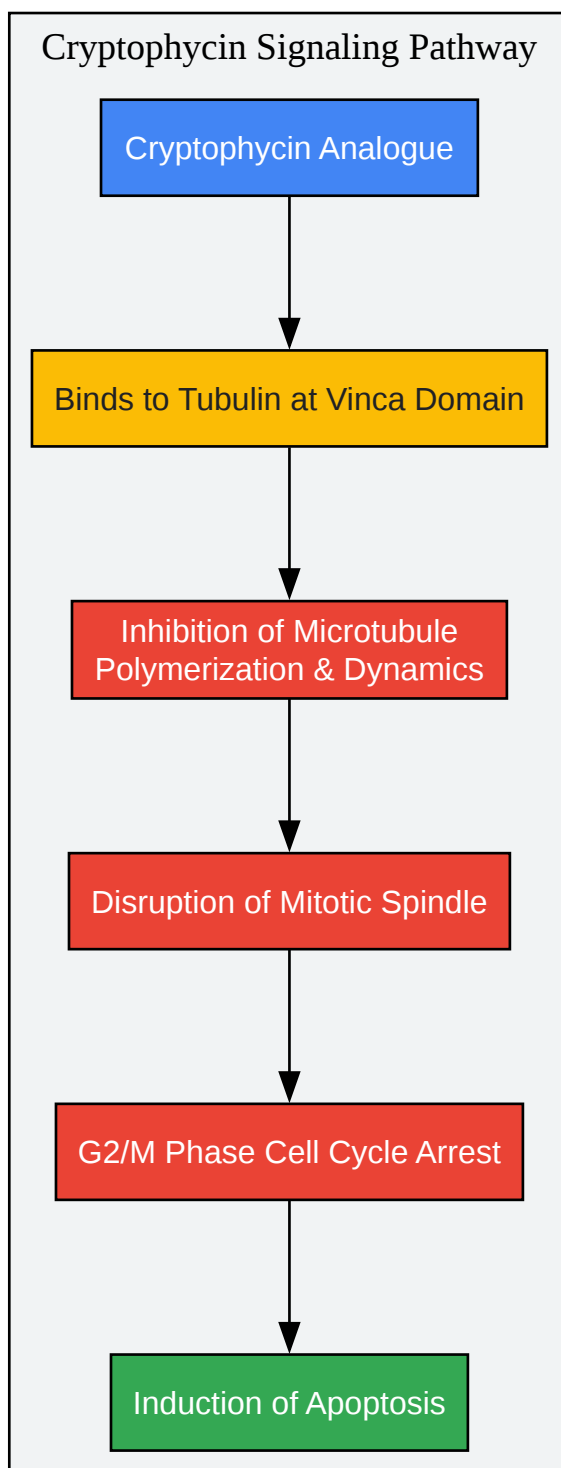 Cryptophycin Signaling Pathway
Cryptophycin Analogue
Binds to Tubulin at Vinca Domain
Inhibition of Microtubule
Polymerization & Dynamics
Disruption of Mitotic Spindle
G2/M Phase Cell Cycle Arrest
Induction of Apoptosis